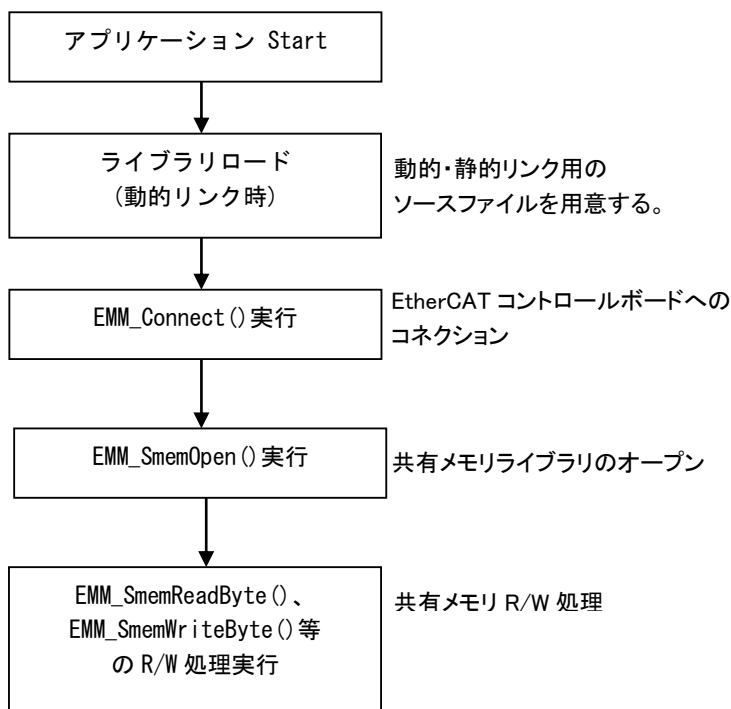 アプリケーション Start
ライブラリロード
(動的リンク時)
動的・静的リンク用の
ソースファイルを用意する。
EMM_Connect()実行
EtherCAT コントロールボードへの
コネクション
EMM_SmemOpen()実行
共有メモリライブラリのオープン
EMM_SmemReadByte()、
EMM_SmemWriteByte()等
の R/W 処理実行
共有メモリ R/W 処理